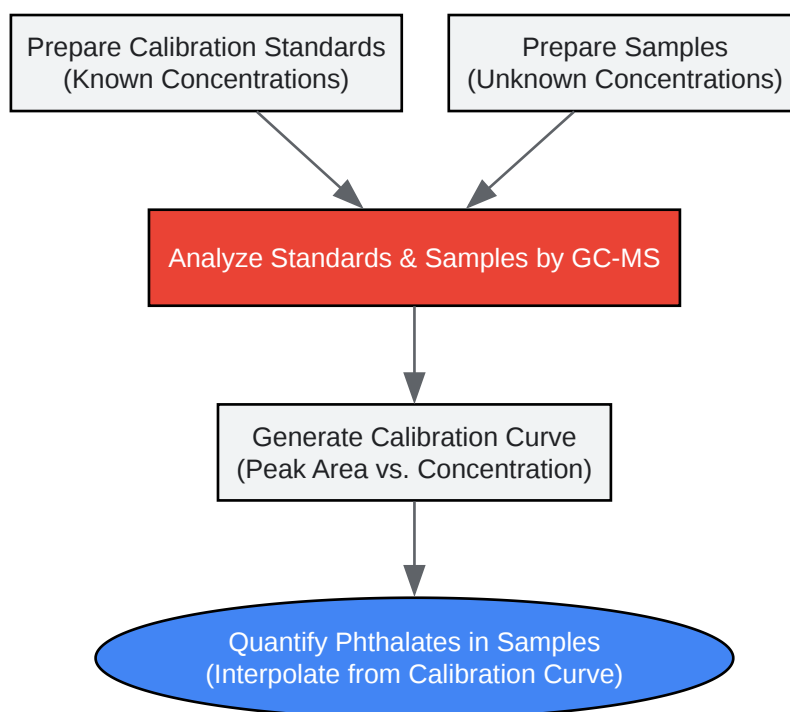 Prepare Calibration Standards
(Known Concentrations)
Prepare Samples
(Unknown Concentrations)
Analyze Standards & Samples by GC-MS
Generate Calibration Curve
(Peak Area vs. Concentration)
Quantify Phthalates in Samples
(Interpolate from Calibration Curve)